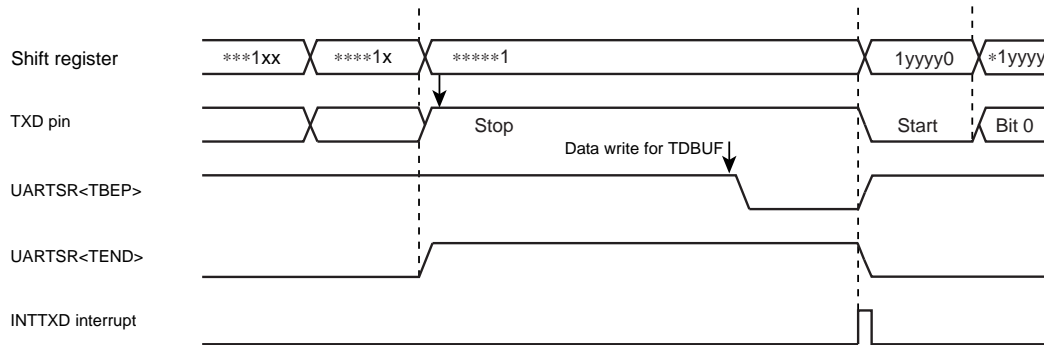 Shift register ***1xx ****1x *****1 1yyyy0 *1yyyy
TXD pin Stop Start Bit 0
Data write for TDBUF
UARTSR<TBEP>
UARTSR<TEND>
INTTXD interrupt